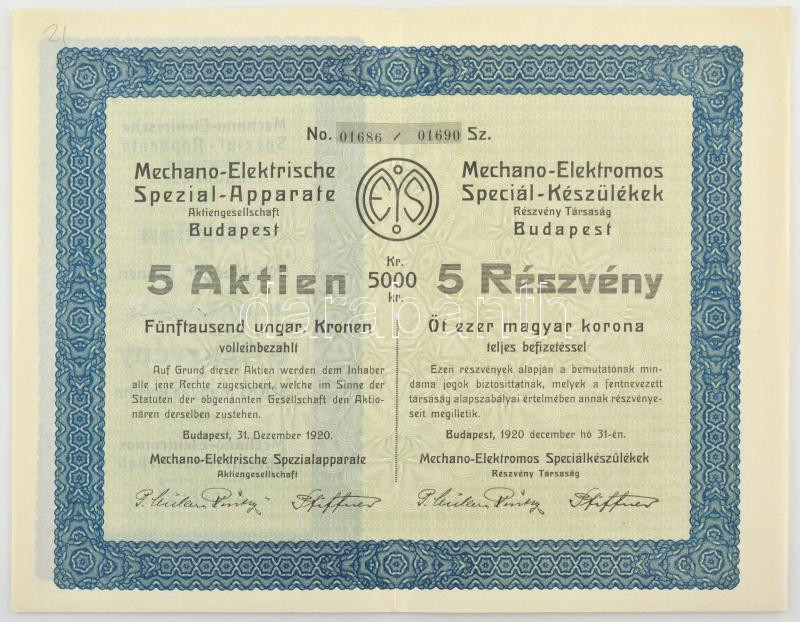 21
No. 01686 / 01690 Sz.
Mechano-Elektrische
Spezial-Apparate
Aktiengesellschaft
Budapest
MESA
Mechano-Elektromos
Speciál-Készülékek
Részvény Társaság
Budapest
5 Aktien
Kr.
5000
kr.
5 Részvény
Fünftausend ungar. Kronen
volleinbezahlt
Auf Grund dieser Aktien werden dem Inhaber
alle jene Rechte zugesichert, welche im Sinne der
Statuten der obgenannten Gesellschaft den Aktio-
nären derselben zustehen.
Budapest, 31. Dezember 1920.
Mechano-Elektrische Spezialapparate
Aktiengesellschaft
Öt ezer magyar korona
teljes befizetéssel
Ezen részvények alapján a bemutatónak min-
dama jogok biztosíttatnak, melyek a fentnevezett
társaság alapszabályai értelmében annak részvénye-
seit megilletik.
Budapest, 1920 december hó 31-én.
Mechano-Elektromos Speciálkészülékek
Részvény Társaság
darabanth